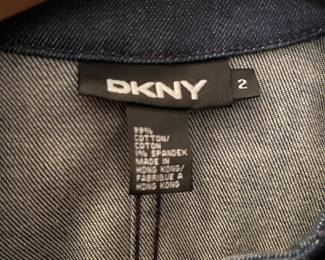 DKNY
2
99%
COTTON/
COTON
1% SPANDEX
MADE IN
HONG KONG/
FABRIQUE A
HONG KONG